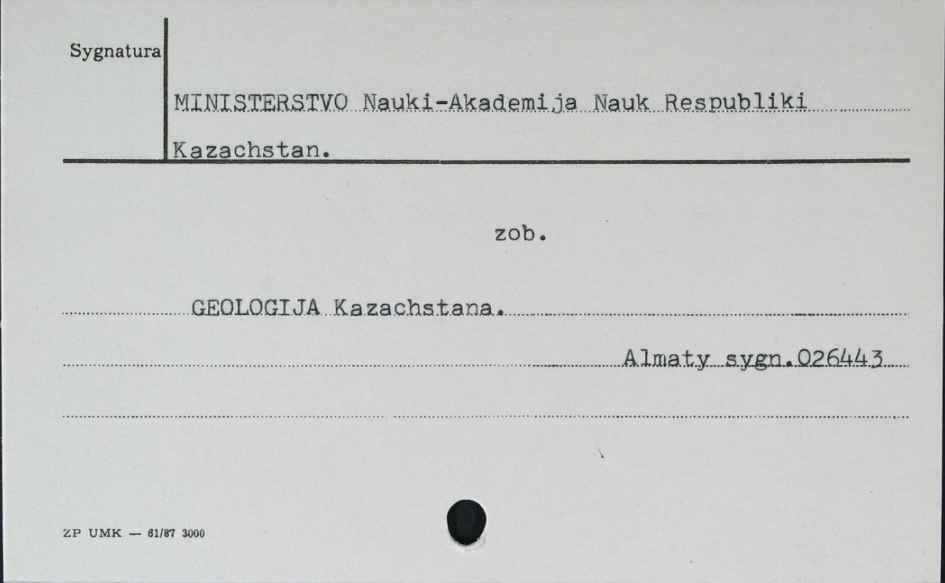 Sygnatura
MINISTERSTVO Nauki-Akademija Nauk Respubliki
Kazachstan.
zob.
GEOLOGIJA Kazachstana.
Almaty sygn.026443
ZP UMK — 61/87 3000